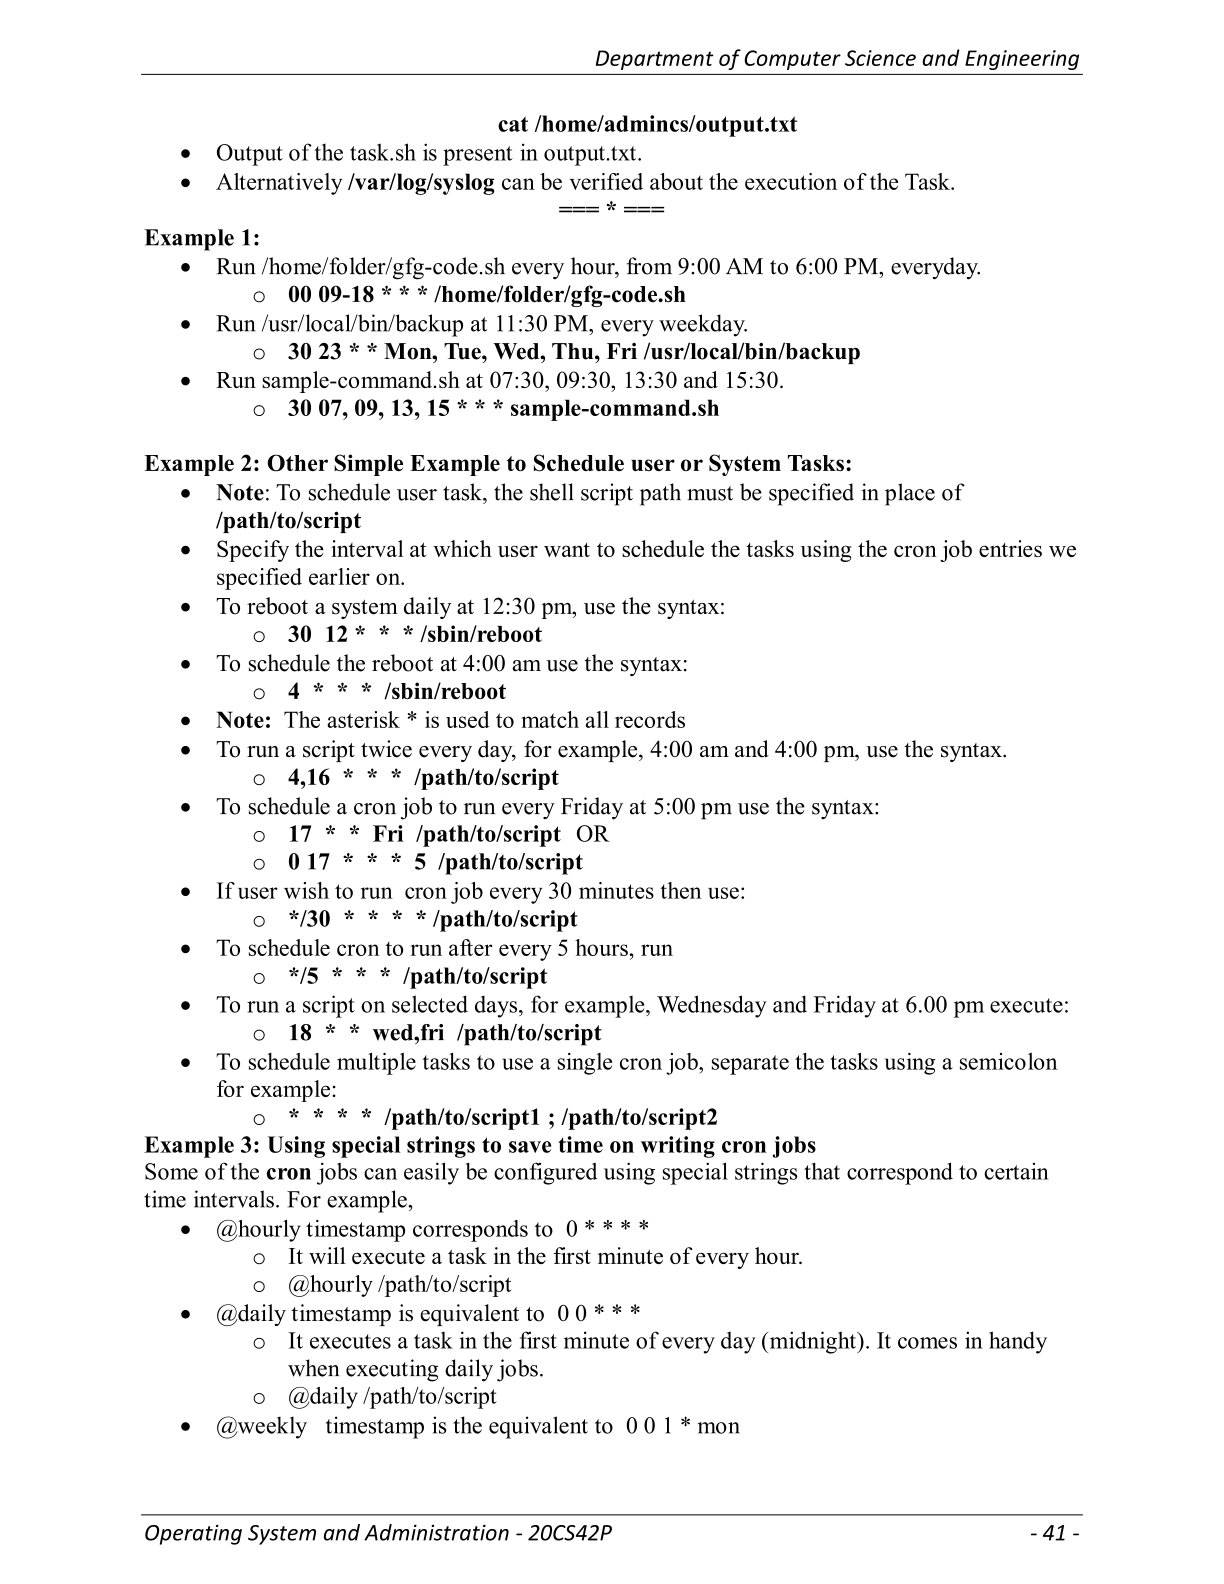 Department of Computer Science and Engineering
cat /home/admincs/output.txt
• Output of the task.sh is present in output.txt.
• Alternatively /var/log/syslog can be verified about the execution of the Task.
=== * ===
Example 1:
• Run /home/folder/gfg-code.sh every hour, from 9:00 AM to 6:00 PM, everyday.
o 00 09-18 * * * /home/folder/gfg-code.sh
• Run /usr/local/bin/backup at 11:30 PM, every weekday.
o 30 23 * * Mon, Tue, Wed, Thu, Fri /usr/local/bin/backup
• Run sample-command.sh at 07:30, 09:30, 13:30 and 15:30.
o 30 07, 09, 13, 15 * * * sample-command.sh
Example 2: Other Simple Example to Schedule user or System Tasks:
• Note: To schedule user task, the shell script path must be specified in place of
/path/to/script
• Specify the interval at which user want to schedule the tasks using the cron job entries we
specified earlier on.
• To reboot a system daily at 12:30 pm, use the syntax:
o 30 12 * * * /sbin/reboot
• To schedule the reboot at 4:00 am use the syntax:
o 4 * * * /sbin/reboot
• Note: The asterisk * is used to match all records
• To run a script twice every day, for example, 4:00 am and 4:00 pm, use the syntax.
o 4,16 * * * /path/to/script
• To schedule a cron job to run every Friday at 5:00 pm use the syntax:
o 17 * * Fri /path/to/script OR
o 0 17 * * * 5 /path/to/script
• If user wish to run cron job every 30 minutes then use:
o */30 * * * * /path/to/script
• To schedule cron to run after every 5 hours, run
o */5 * * * /path/to/script
• To run a script on selected days, for example, Wednesday and Friday at 6.00 pm execute:
o 18 * * wed,fri /path/to/script
• To schedule multiple tasks to use a single cron job, separate the tasks using a semicolon
for example:
o * * * * /path/to/script1 ; /path/to/script2
Example 3: Using special strings to save time on writing cron jobs
Some of the cron jobs can easily be configured using special strings that correspond to certain
time intervals. For example,
• @hourly timestamp corresponds to 0 * * * *
o It will execute a task in the first minute of every hour.
o @hourly /path/to/script
• @daily timestamp is equivalent to 0 0 * * *
o It executes a task in the first minute of every day (midnight). It comes in handy
when executing daily jobs.
o @daily /path/to/script
• @weekly timestamp is the equivalent to 0 0 1 * mon
Operating System and Administration - 20CS42P - 41 -